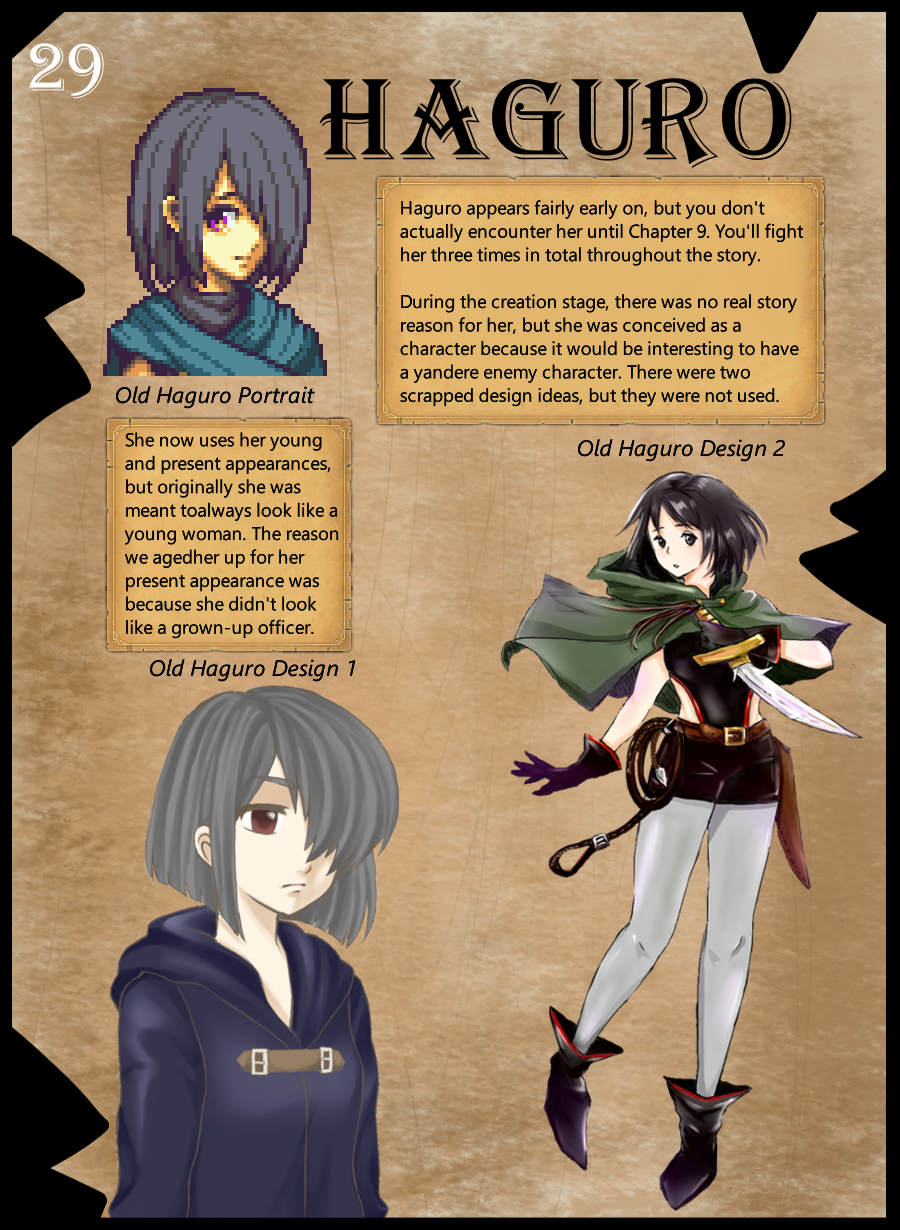 29
HAGURO
Haguro appears fairly early on, but you don't
actually encounter her until Chapter 9. You'll fight
her three times in total throughout the story.
During the creation stage, there was no real story
reason for her, but she was conceived as a
character because it would be interesting to have
a yandere enemy character. There were two
scrapped design ideas, but they were not used.
Old Haguro Portrait
She now uses her young
and present appearances,
but originally she was
meant toalways look like a
young woman. The reason
we agedher up for her
present appearance was
because she didn't look
like a grown-up officer.
Old Haguro Design 2
Old Haguro Design 1